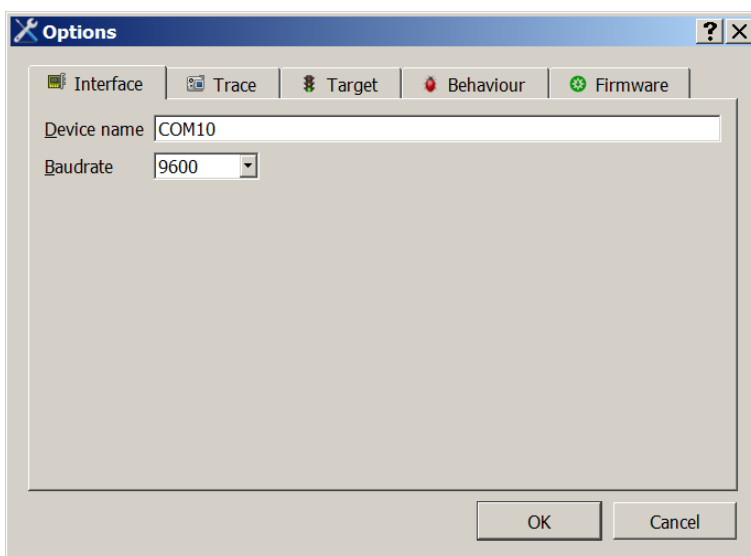 Options
Interface Trace Target Behaviour Firmware
Device name COM10
Baudrate 9600
OK Cancel